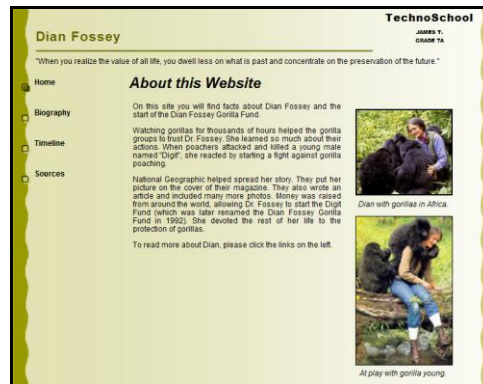 TechnoSchool
Dian Fossey
JAMES T.
GRADE 7A
"When you realize the value of all life, you dwell less on what is past and concentrate on the preservation of the future."
Home
Biography
Timeline
Sources
About this Website
On this site you will find facts about Dian Fossey and the
start of the Dian Fossey Gorilla Fund.
Watching gorillas for thousands of hours helped the gorilla
groups to trust Dr. Fossey. She learned so much about their
actions. When poachers attacked and killed a young male
named "Digit", she reacted by starting a fight against gorilla
poaching.
National Geographic helped spread her story. They put her
picture on the cover of their magazine. They also wrote an
article and included many more photos. Money was raised
from around the world, allowing Dr. Fossey to start the Digit
Fund (which was later renamed the Dian Fossey Gorilla
Fund in 1992). She devoted the rest of her life to the
protection of gorillas.
To read more about Dian, please click the links on the left.
Dian with gorillas in Africa.
At play with gorilla young.